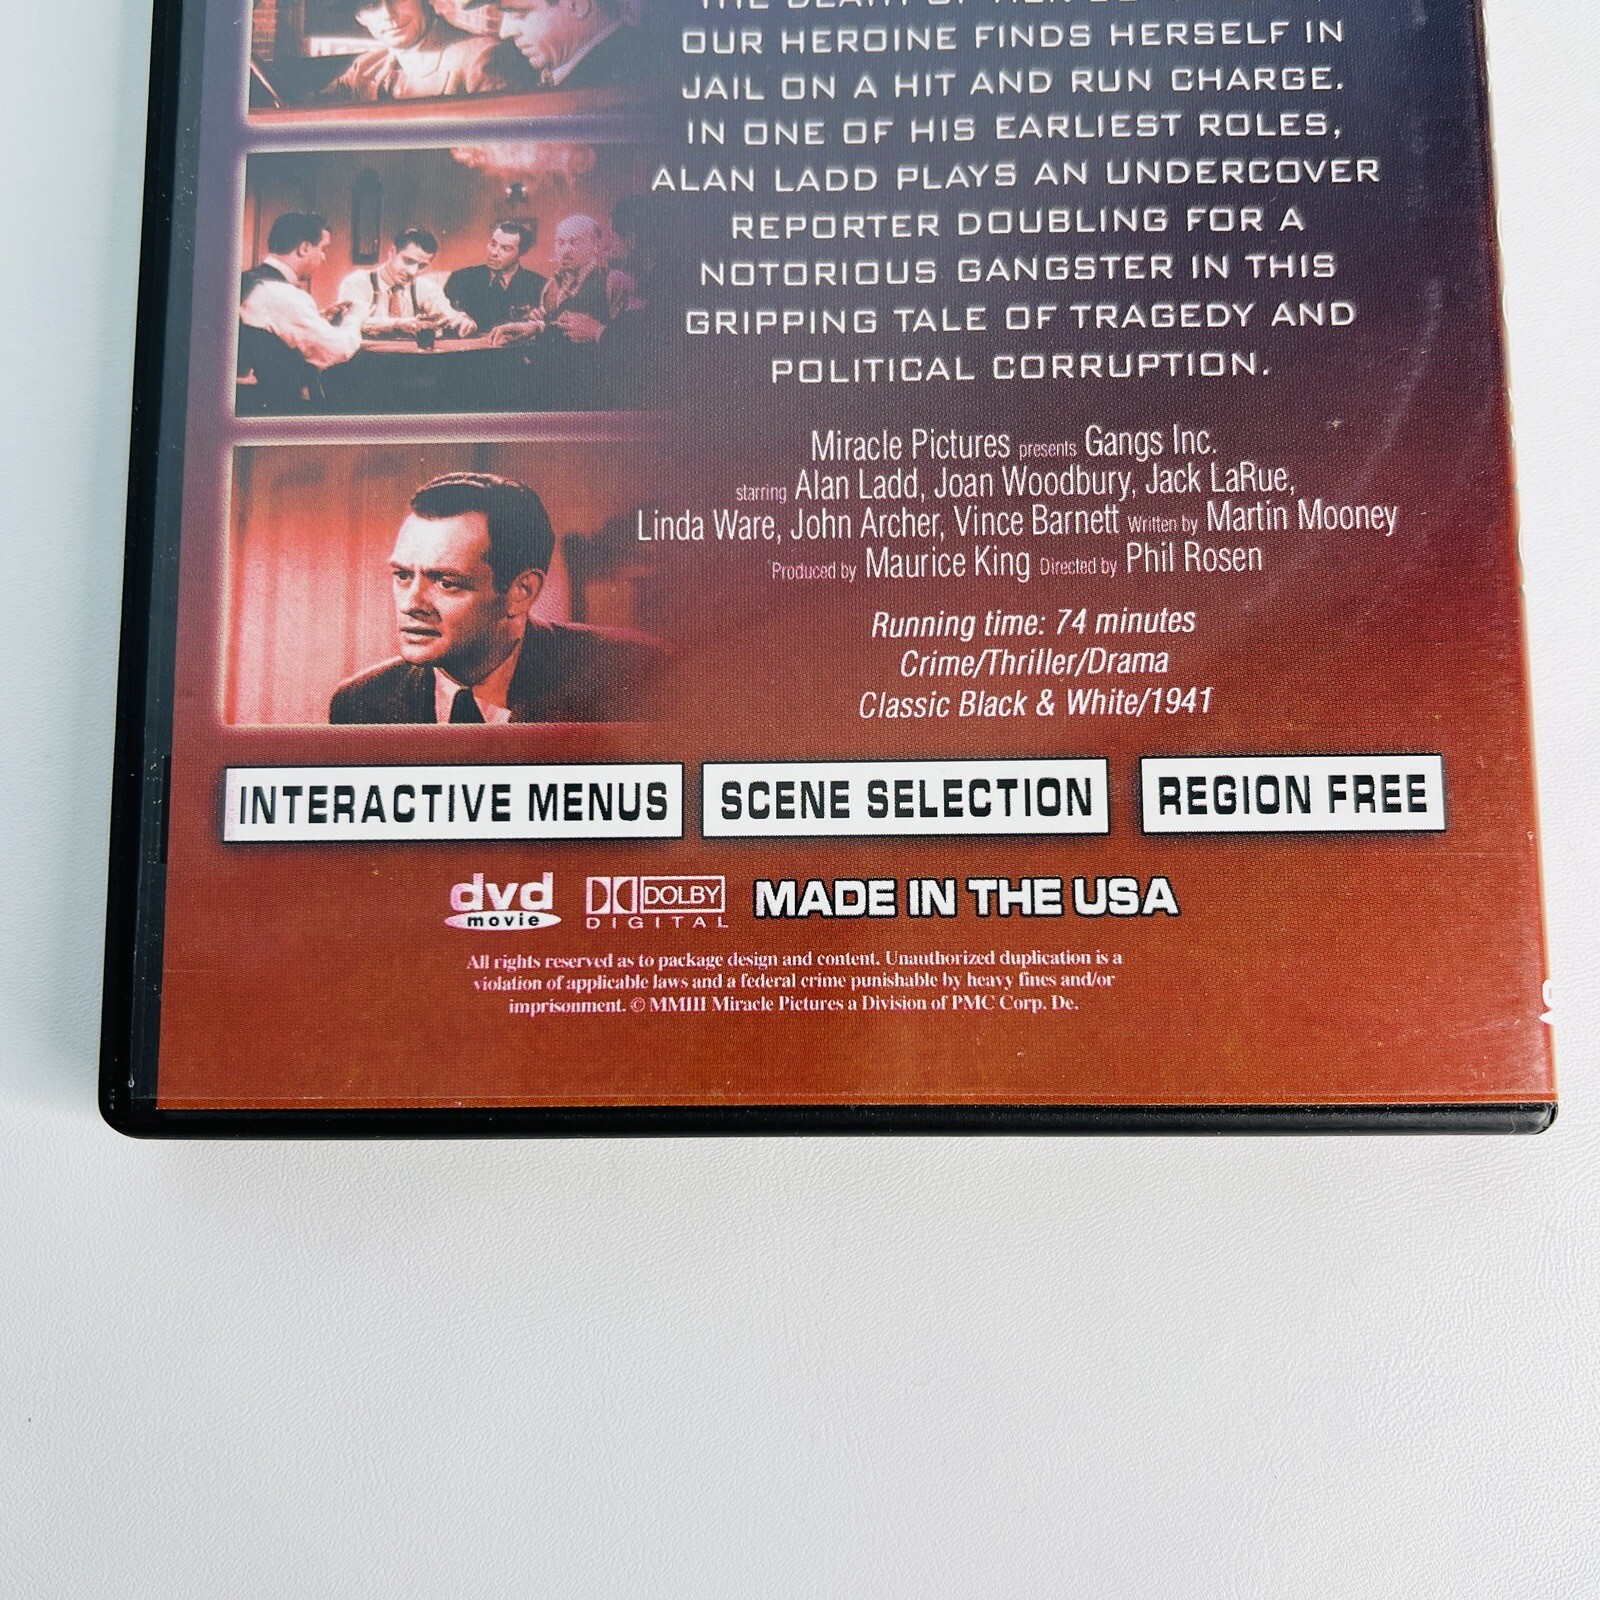 THE DEATH OF HER
OUR HEROINE FINDS HERSELF IN
JAIL ON A HIT AND RUN CHARGE.
IN ONE OF HIS EARLIEST ROLES,
ALAN LADD PLAYS AN UNDERCOVER
REPORTER DOUBLING FOR A
NOTORIOUS GANGSTER IN THIS
GRIPPING TALE OF TRAGEDY AND
POLITICAL CORRUPTION.
Miracle Pictures presents Gangs Inc.
starring Alan Ladd, Joan Woodbury, Jack LaRue,
Linda Ware, John Archer, Vince Barnett Written by Martin Mooney
Produced by Maurice King Directed by Phil Rosen
Running time: 74 minutes
Crime/Thriller/Drama
Classic Black & White/1941
INTERACTIVE MENUS SCENE SELECTION REGION FREE
dvd movie DOLBY DIGITAL MADE IN THE USA
All rights reserved as to package design and content. Unauthorized duplication is a
violation of applicable laws and a federal crime punishable by heavy fines and/or
imprisonment. © MMIII Miracle Pictures a Division of PMC Corp. De.